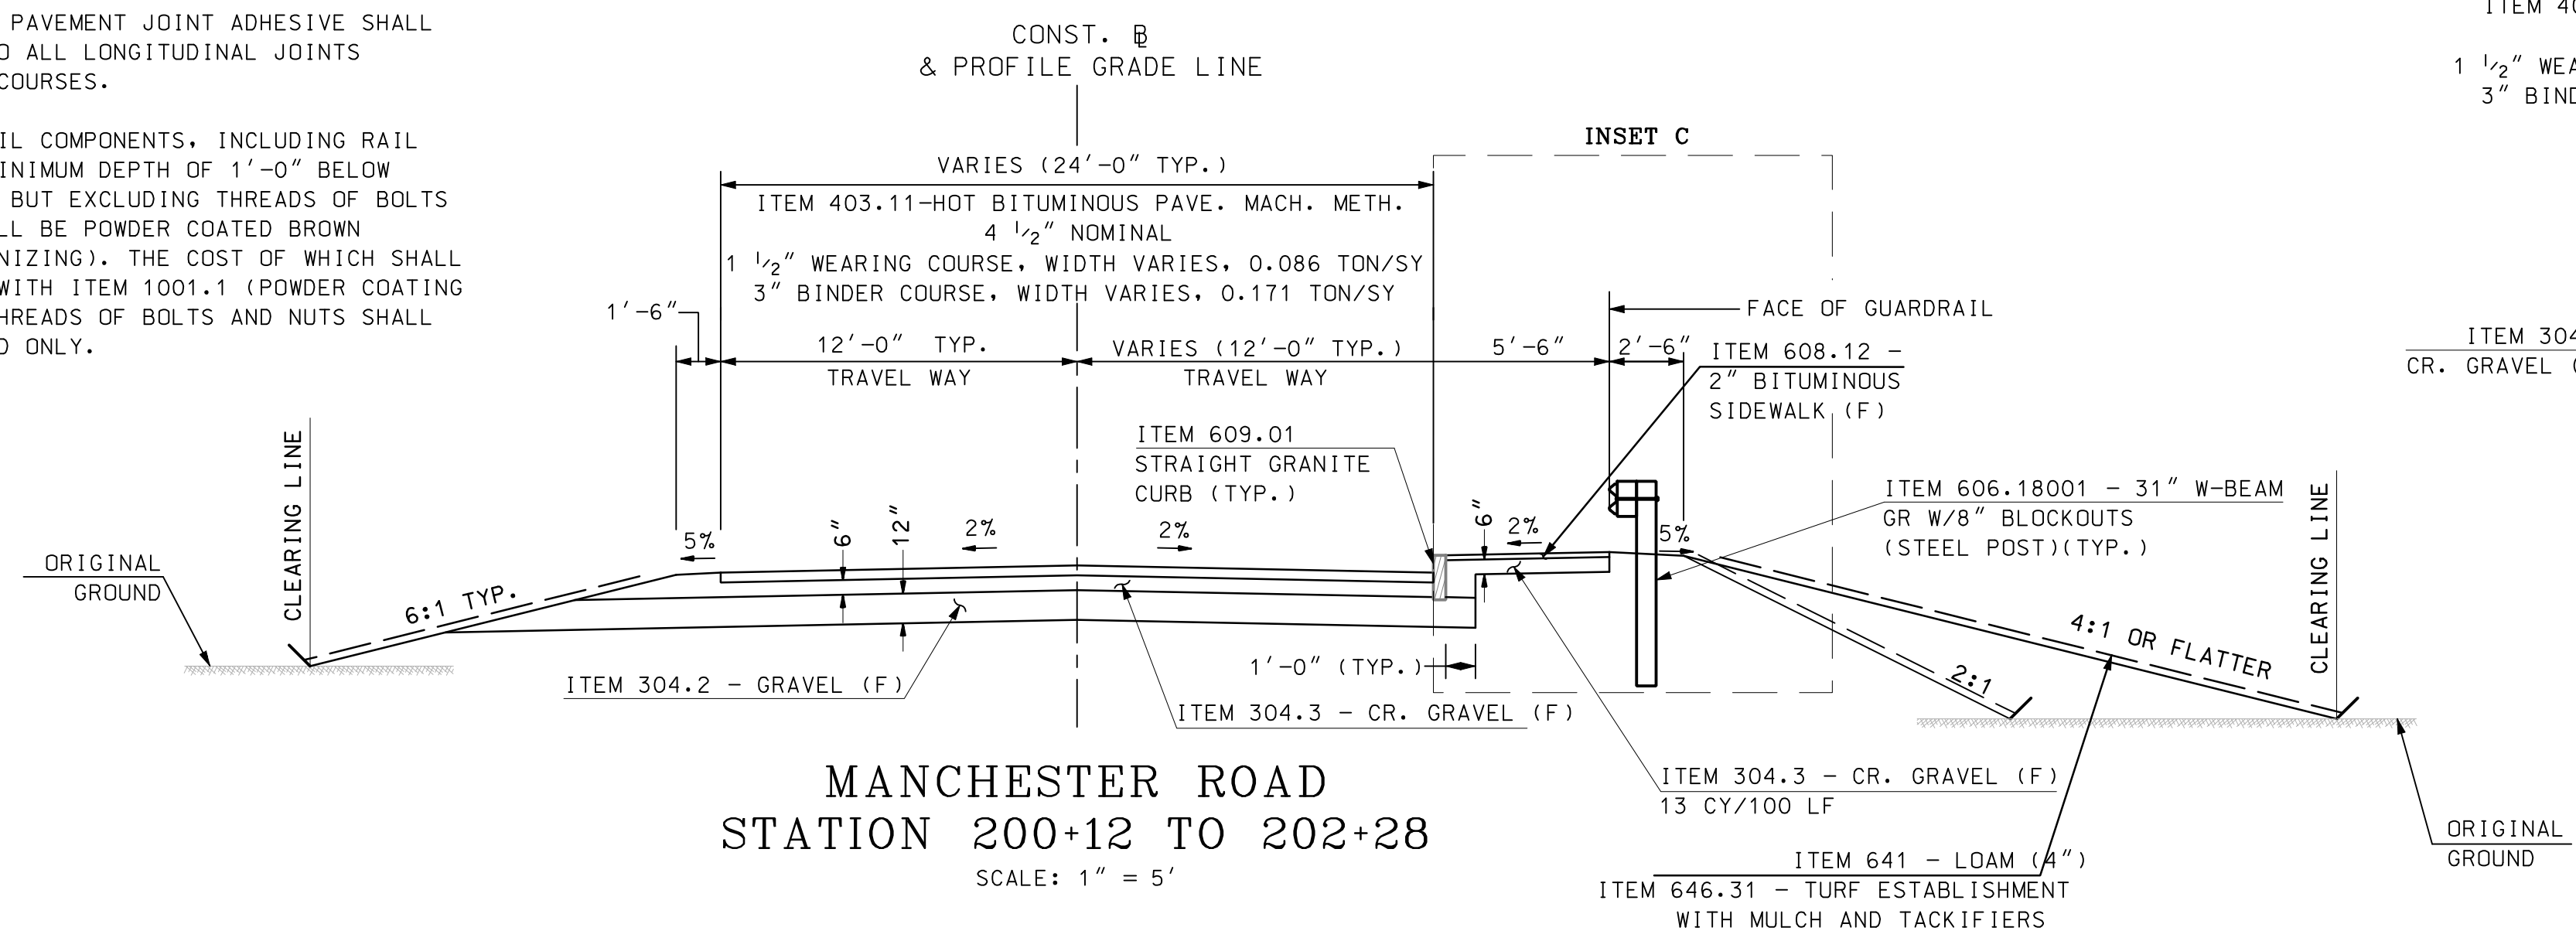 PAVEMENT JOINT ADHESIVE SHALL
O ALL LONGITUDINAL JOINTS
COURSES.
IL COMPONENTS, INCLUDING RAIL
INIMUM DEPTH OF 1'-0" BELOW
BUT EXCLUDING THREADS OF BOLTS
LL BE POWDER COATED BROWN
NIZING). THE COST OF WHICH SHALL
WITH ITEM 1001.1 (POWDER COATING
HREADS OF BOLTS AND NUTS SHALL
D ONLY.
CONST. BL
& PROFILE GRADE LINE
INSET C
VARIES (24'-0" TYP.)
ITEM 403.11-HOT BITUMINOUS PAVE. MACH. METH.
4 1/2" NOMINAL
1 1/2" WEARING COURSE, WIDTH VARIES, 0.086 TON/SY
3" BINDER COURSE, WIDTH VARIES, 0.171 TON/SY
1'-6"
12'-0" TYP.
TRAVEL WAY
VARIES (12'-0" TYP.)
TRAVEL WAY
5'-6"
2'-6"
FACE OF GUARDRAIL
ITEM 608.12 -
2" BITUMINOUS
SIDEWALK (F)
ITEM 609.01
STRAIGHT GRANITE
CURB (TYP.)
ITEM 606.18001 - 31" W-BEAM
GR W/8" BLOCKOUTS
(STEEL POST)(TYP.)
CLEARING LINE
ORIGINAL
GROUND
6:1 TYP.
5%
6"
12"
2%
2%
6"
2%
5%
4:1 OR FLATTER
2:1
CLEARING LINE
1'-0" (TYP.)
ITEM 304.2 - GRAVEL (F)
ITEM 304.3 - CR. GRAVEL (F)
ITEM 304.3 - CR. GRAVEL (F)
13 CY/100 LF
ORIGINAL
GROUND
ITEM 641 - LOAM (4")
ITEM 646.31 - TURF ESTABLISHMENT
WITH MULCH AND TACKIFIERS
MANCHESTER ROAD
STATION 200+12 TO 202+28
SCALE: 1" = 5'
ITEM 40
1 1/2" WEA
3" BIND
ITEM 304
CR. GRAVEL (